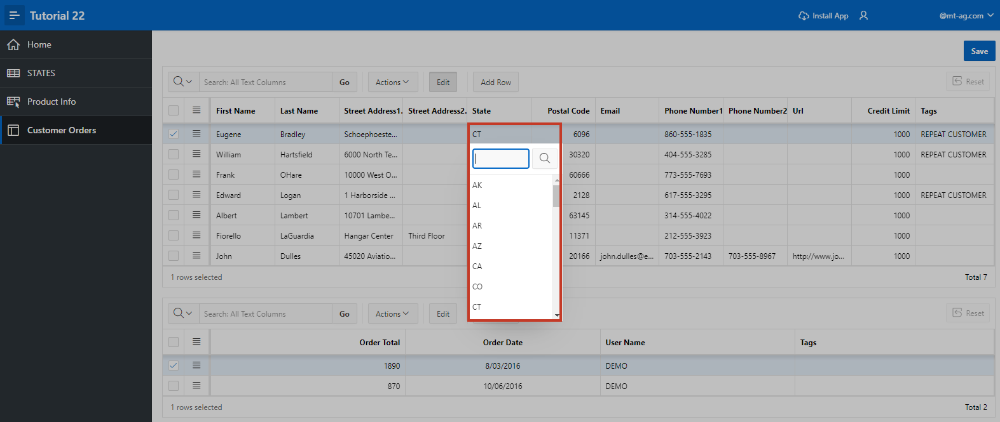 Tutorial 22
Install App
@mt-ag.com
Home
STATES
Product Info
Customer Orders
Save
Search: All Text Columns Go Actions Edit Add Row Reset
First Name Last Name Street Address1. Street Address2. State Postal Code Email Phone Number1 Phone Number2 Url Credit Limit Tags
Eugene Bradley Schoephoeste... CT 6096 860-555-1835 1000 REPEAT CUSTOMER
William Hartsfield 6000 North Te... 30320 404-555-3285 1000 REPEAT CUSTOMER
Frank OHare 10000 West O... 60666 773-555-7693 1000
Edward Logan 1 Harborside ... 2128 617-555-3295 1000 REPEAT CUSTOMER
Albert Lambert 10701 Lambe... 63145 314-555-4022 1000
Fiorello LaGuardia Hangar Center Third Floor 11371 212-555-3923 1000
John Dulles 45020 Aviatio... 20166 john.dulles@e... 703-555-2143 703-555-8967 http://www.jo... 1000
AK
AL
AR
AZ
CA
CO
CT
1 rows selected Total 7
Search: All Text Columns Go Actions Edit Reset
Order Total Order Date User Name Tags
1890 8/03/2016 DEMO
870 10/06/2016 DEMO
1 rows selected Total 2